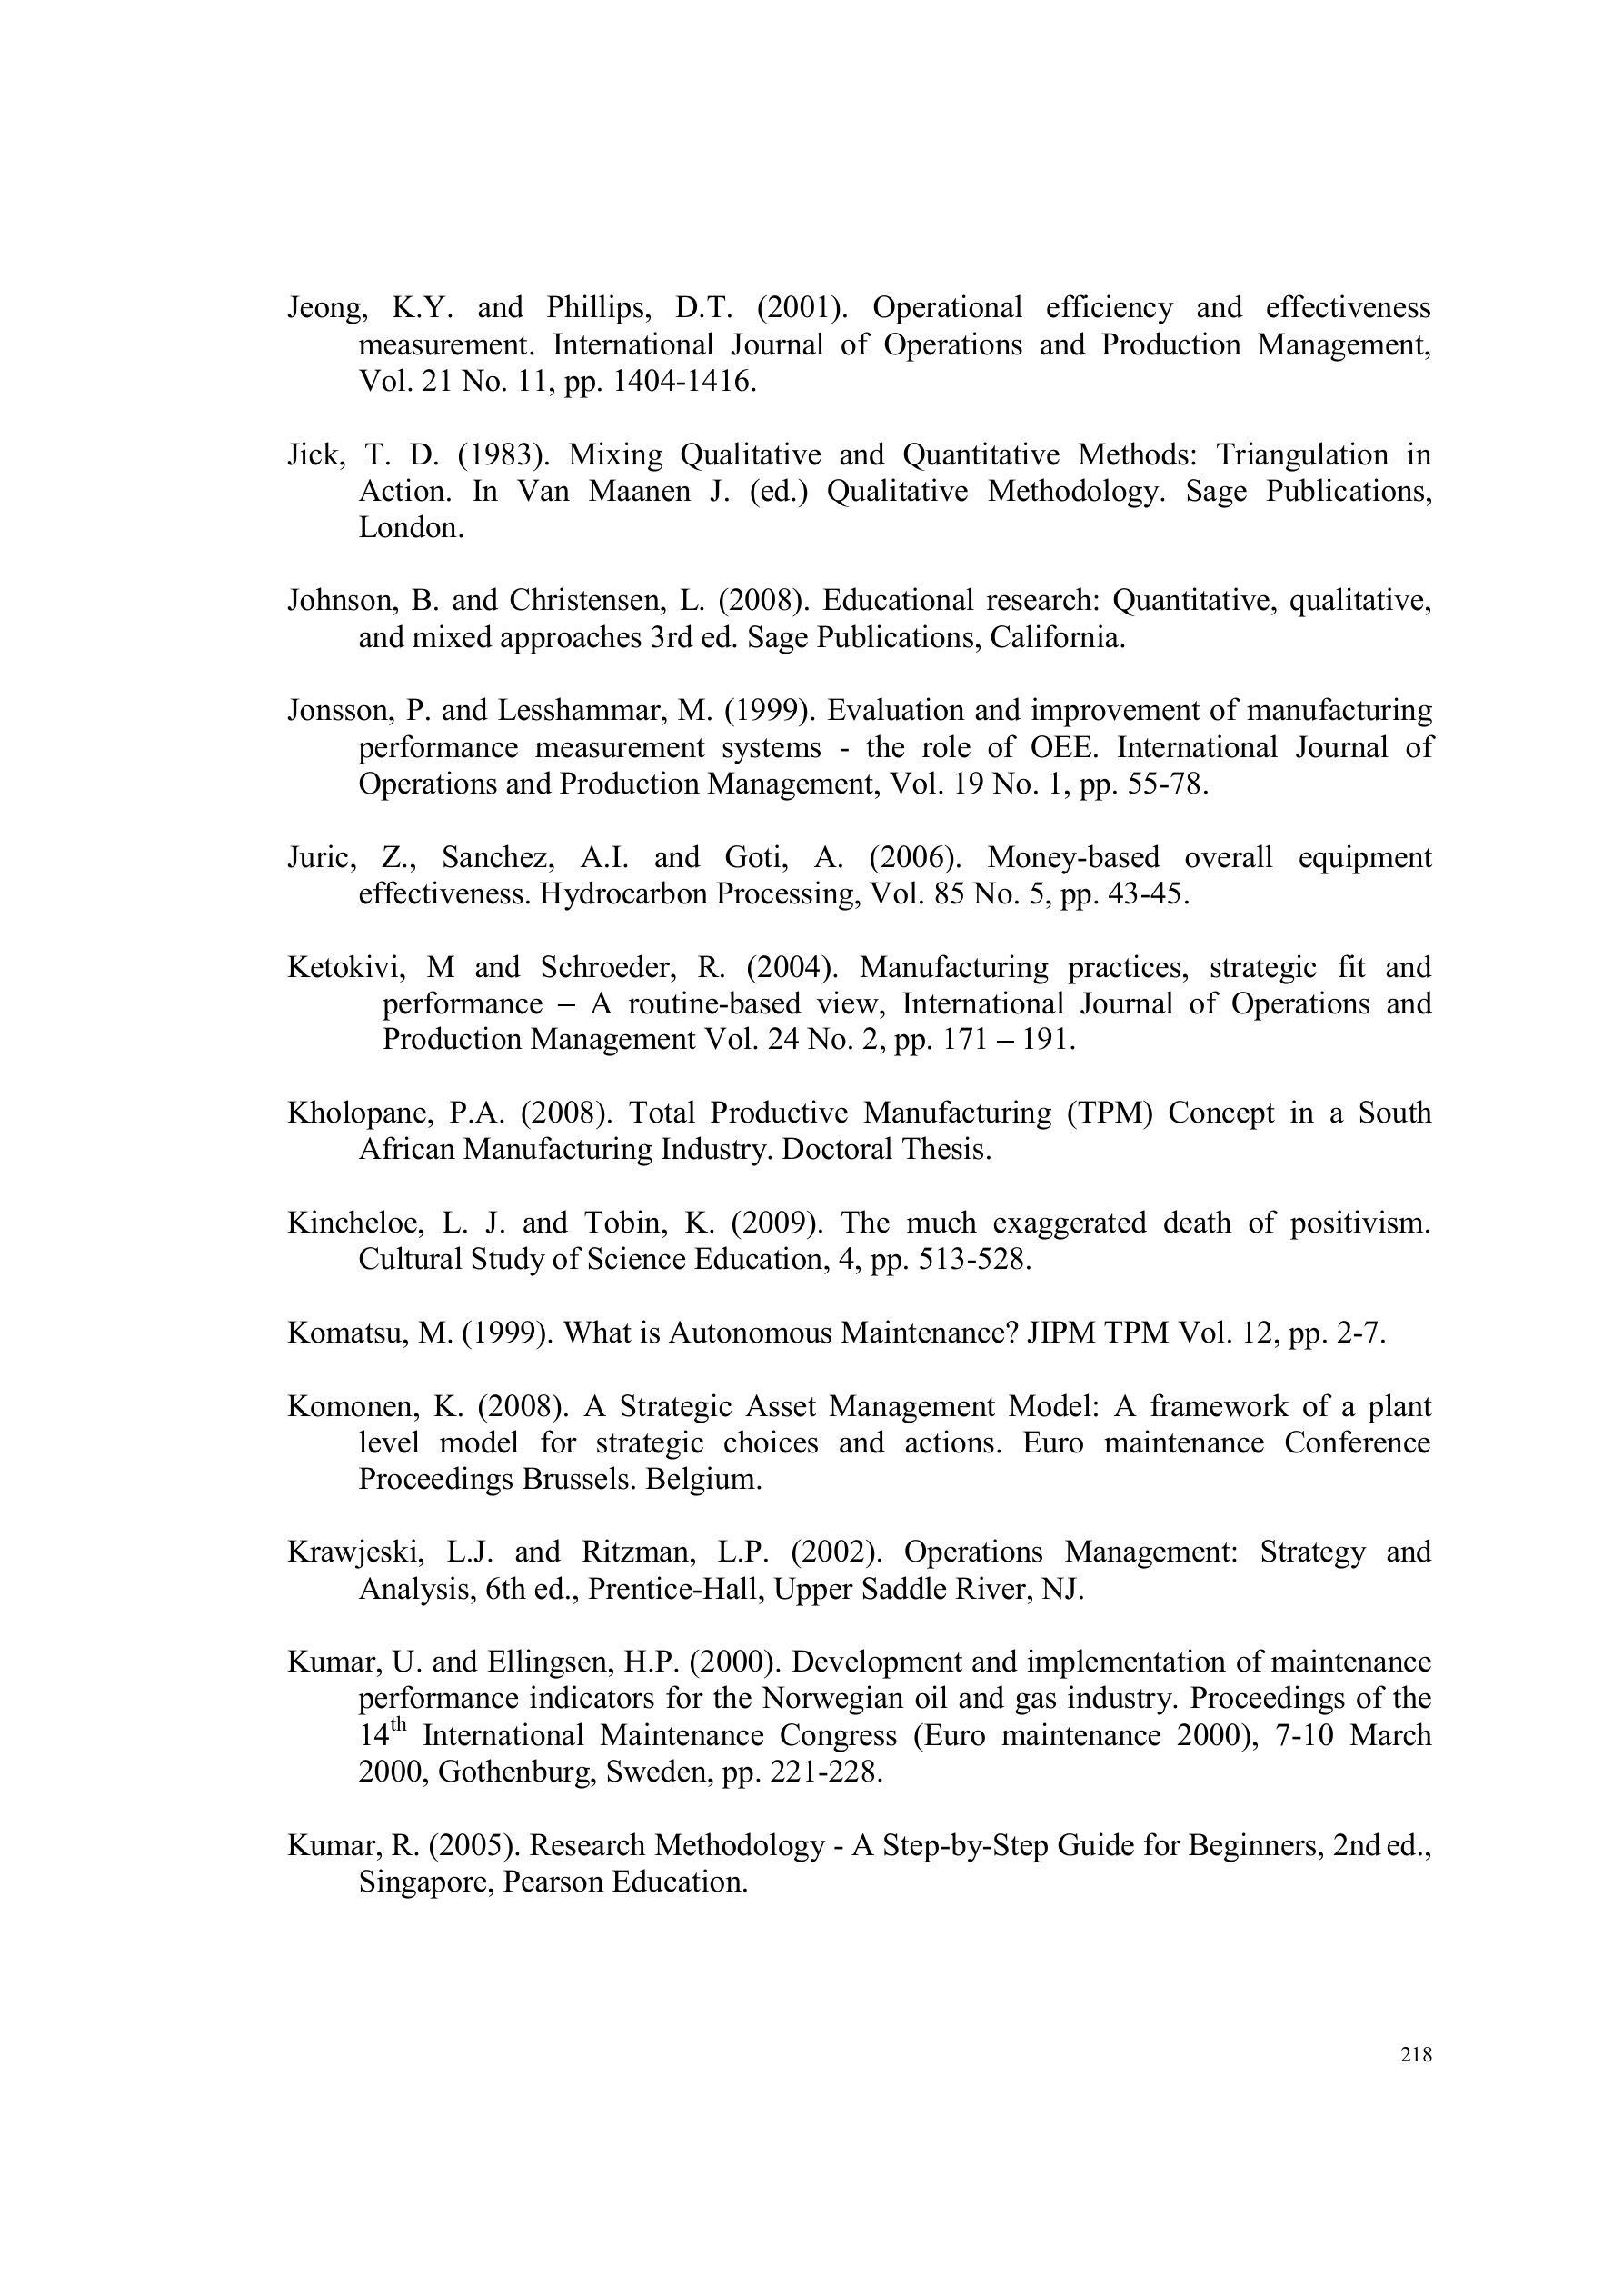 Jeong, K.Y. and Phillips, D.T. (2001). Operational efficiency and effectiveness
measurement. International Journal of Operations and Production Management,
Vol. 21 No. 11, pp. 1404-1416.
Jick, T. D. (1983). Mixing Qualitative and Quantitative Methods: Triangulation in
Action. In Van Maanen J. (ed.) Qualitative Methodology. Sage Publications,
London.
Johnson, B. and Christensen, L. (2008). Educational research: Quantitative, qualitative,
and mixed approaches 3rd ed. Sage Publications, California.
Jonsson, P. and Lesshammar, M. (1999). Evaluation and improvement of manufacturing
performance measurement systems - the role of OEE. International Journal of
Operations and Production Management, Vol. 19 No. 1, pp. 55-78.
Juric, Z., Sanchez, A.I. and Goti, A. (2006). Money-based overall equipment
effectiveness. Hydrocarbon Processing, Vol. 85 No. 5, pp. 43-45.
Ketokivi, M and Schroeder, R. (2004). Manufacturing practices, strategic fit and
performance – A routine-based view, International Journal of Operations and
Production Management Vol. 24 No. 2, pp. 171 – 191.
Kholopane, P.A. (2008). Total Productive Manufacturing (TPM) Concept in a South
African Manufacturing Industry. Doctoral Thesis.
Kincheloe, L. J. and Tobin, K. (2009). The much exaggerated death of positivism.
Cultural Study of Science Education, 4, pp. 513-528.
Komatsu, M. (1999). What is Autonomous Maintenance? JIPM TPM Vol. 12, pp. 2-7.
Komonen, K. (2008). A Strategic Asset Management Model: A framework of a plant
level model for strategic choices and actions. Euro maintenance Conference
Proceedings Brussels. Belgium.
Krawjeski, L.J. and Ritzman, L.P. (2002). Operations Management: Strategy and
Analysis, 6th ed., Prentice-Hall, Upper Saddle River, NJ.
Kumar, U. and Ellingsen, H.P. (2000). Development and implementation of maintenance
performance indicators for the Norwegian oil and gas industry. Proceedings of the
14th International Maintenance Congress (Euro maintenance 2000), 7-10 March
2000, Gothenburg, Sweden, pp. 221-228.
Kumar, R. (2005). Research Methodology - A Step-by-Step Guide for Beginners, 2nd ed.,
Singapore, Pearson Education.
218